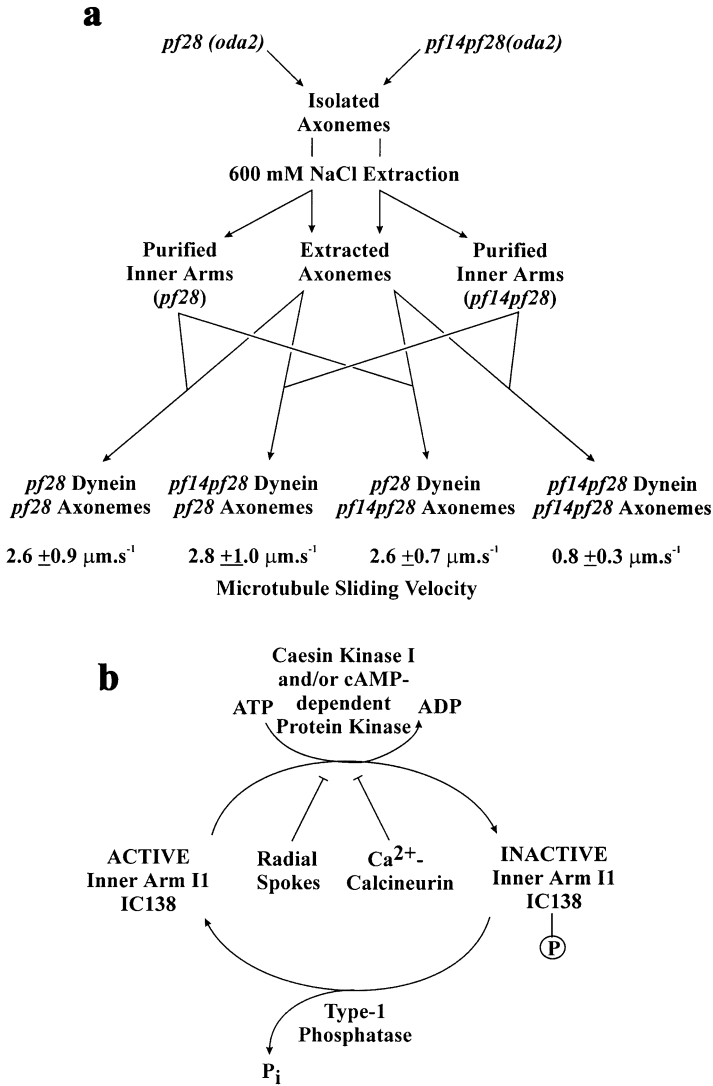 a
pf28 (oda2)
pf14pf28(oda2)
Isolated
Axonemes
600 mM NaCl Extraction
Purified
Inner Arms
(pf28)
Extracted
Axonemes
Purified
Inner Arms
(pf14pf28)
pf28 Dynein
pf28 Axonemes
pf14pf28 Dynein
pf28 Axonemes
pf28 Dynein
pf14pf28 Axonemes
pf14pf28 Dynein
pf14pf28 Axonemes
2.6 ±0.9 µm.s⁻¹
2.8 ±1.0 µm.s⁻¹
2.6 ±0.7 µm.s⁻¹
0.8 ±0.3 µm.s⁻¹
Microtubule Sliding Velocity
b
Caesin Kinase I
and/or cAMP-
dependent
Protein Kinase
ATP
ADP
ACTIVE
Inner Arm I1
IC138
Radial
Spokes
Ca²⁺-
Calcineurin
INACTIVE
Inner Arm I1
IC138
P
Type-1
Phosphatase
Pᵢ